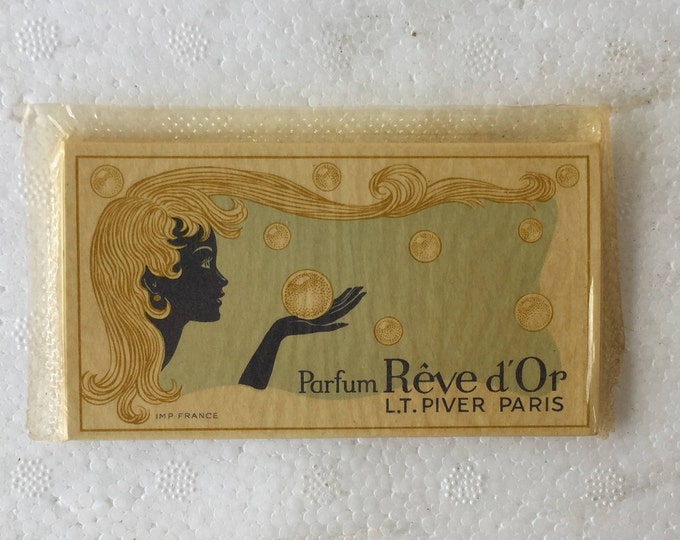 Parfum Rêve d'Or
L.T. PIVER PARIS
IMP. FRANCE